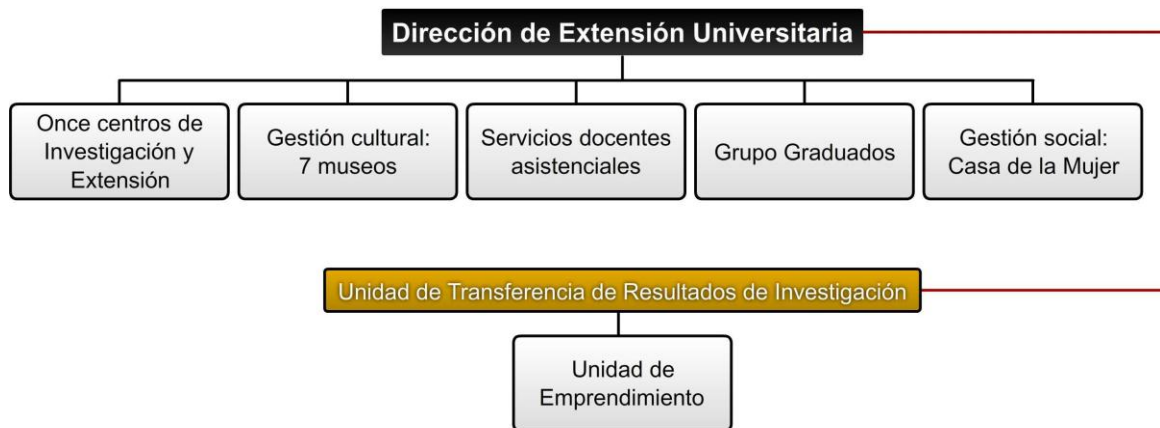 Dirección de Extensión Universitaria
Once centros de
Investigación y
Extensión
Gestión cultural:
7 museos
Servicios docentes
asistenciales
Grupo Graduados
Gestión social:
Casa de la Mujer
Unidad de Transferencia de Resultados de Investigación
Unidad de
Emprendimiento